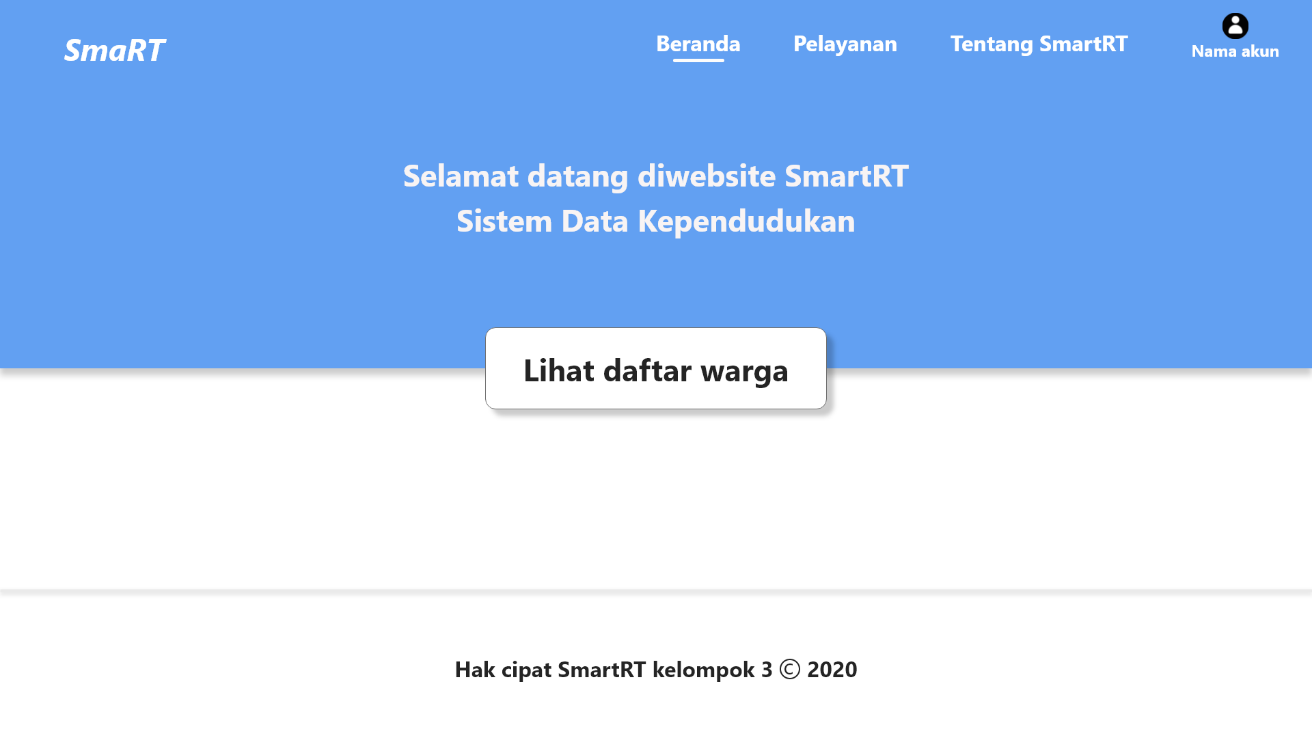 SmaRT
Beranda
Pelayanan
Tentang SmartRT
Nama akun
Selamat datang diwebsite SmartRT
Sistem Data Kependudukan
Lihat daftar warga
Hak cipat SmartRT kelompok 3 © 2020